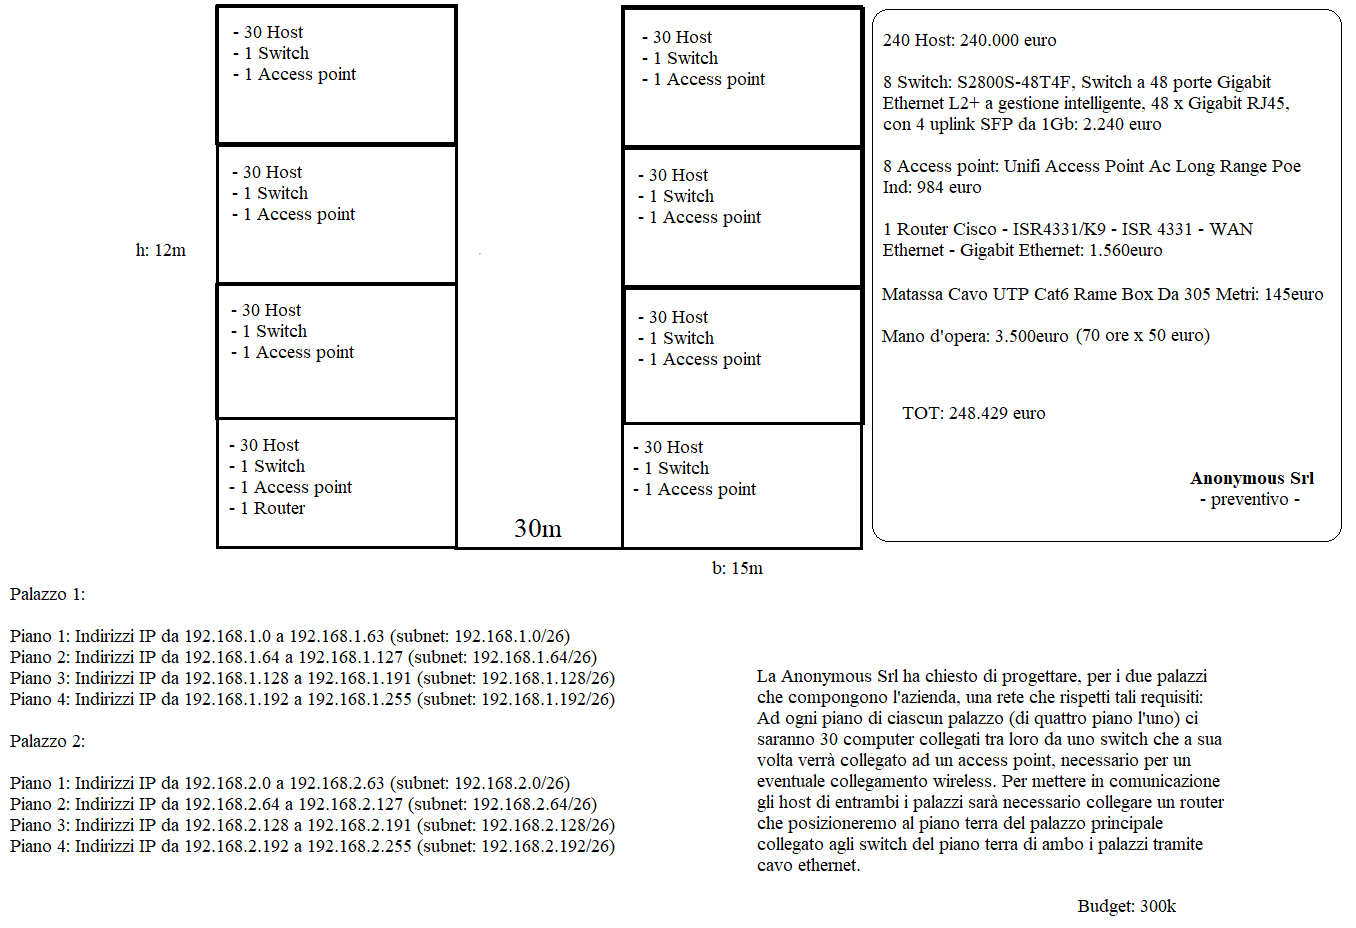 - 30 Host
- 1 Switch
- 1 Access point
- 30 Host
- 1 Switch
- 1 Access point
- 30 Host
- 1 Switch
- 1 Access point
- 30 Host
- 1 Switch
- 1 Access point
- 1 Router
h: 12m
30m
- 30 Host
- 1 Switch
- 1 Access point
- 30 Host
- 1 Switch
- 1 Access point
- 30 Host
- 1 Switch
- 1 Access point
- 30 Host
- 1 Switch
- 1 Access point
b: 15m
240 Host: 240.000 euro
8 Switch: S2800S-48T4F, Switch a 48 porte Gigabit
Ethernet L2+ a gestione intelligente, 48 x Gigabit RJ45,
con 4 uplink SFP da 1Gb: 2.240 euro
8 Access point: Unifi Access Point Ac Long Range Poe
Ind: 984 euro
1 Router Cisco - ISR4331/K9 - ISR 4331 - WAN
Ethernet - Gigabit Ethernet: 1.560euro
Matassa Cavo UTP Cat6 Rame Box Da 305 Metri: 145euro
Mano d'opera: 3.500euro (70 ore x 50 euro)
TOT: 248.429 euro
Anonymous Srl
- preventivo -
Palazzo 1:
Piano 1: Indirizzi IP da 192.168.1.0 a 192.168.1.63 (subnet: 192.168.1.0/26)
Piano 2: Indirizzi IP da 192.168.1.64 a 192.168.1.127 (subnet: 192.168.1.64/26)
Piano 3: Indirizzi IP da 192.168.1.128 a 192.168.1.191 (subnet: 192.168.1.128/26)
Piano 4: Indirizzi IP da 192.168.1.192 a 192.168.1.255 (subnet: 192.168.1.192/26)
Palazzo 2:
Piano 1: Indirizzi IP da 192.168.2.0 a 192.168.2.63 (subnet: 192.168.2.0/26)
Piano 2: Indirizzi IP da 192.168.2.64 a 192.168.2.127 (subnet: 192.168.2.64/26)
Piano 3: Indirizzi IP da 192.168.2.128 a 192.168.2.191 (subnet: 192.168.2.128/26)
Piano 4: Indirizzi IP da 192.168.2.192 a 192.168.2.255 (subnet: 192.168.2.192/26)
La Anonymous Srl ha chiesto di progettare, per i due palazzi
che compongono l'azienda, una rete che rispetti tali requisiti:
Ad ogni piano di ciascun palazzo (di quattro piano l'uno) ci
saranno 30 computer collegati tra loro da uno switch che a sua
volta verrà collegato ad un access point, necessario per un
eventuale collegamento wireless. Per mettere in comunicazione
gli host di entrambi i palazzi sarà necessario collegare un router
che posizioneremo al piano terra del palazzo principale
collegato agli switch del piano terra di ambo i palazzi tramite
cavo ethernet.
Budget: 300k